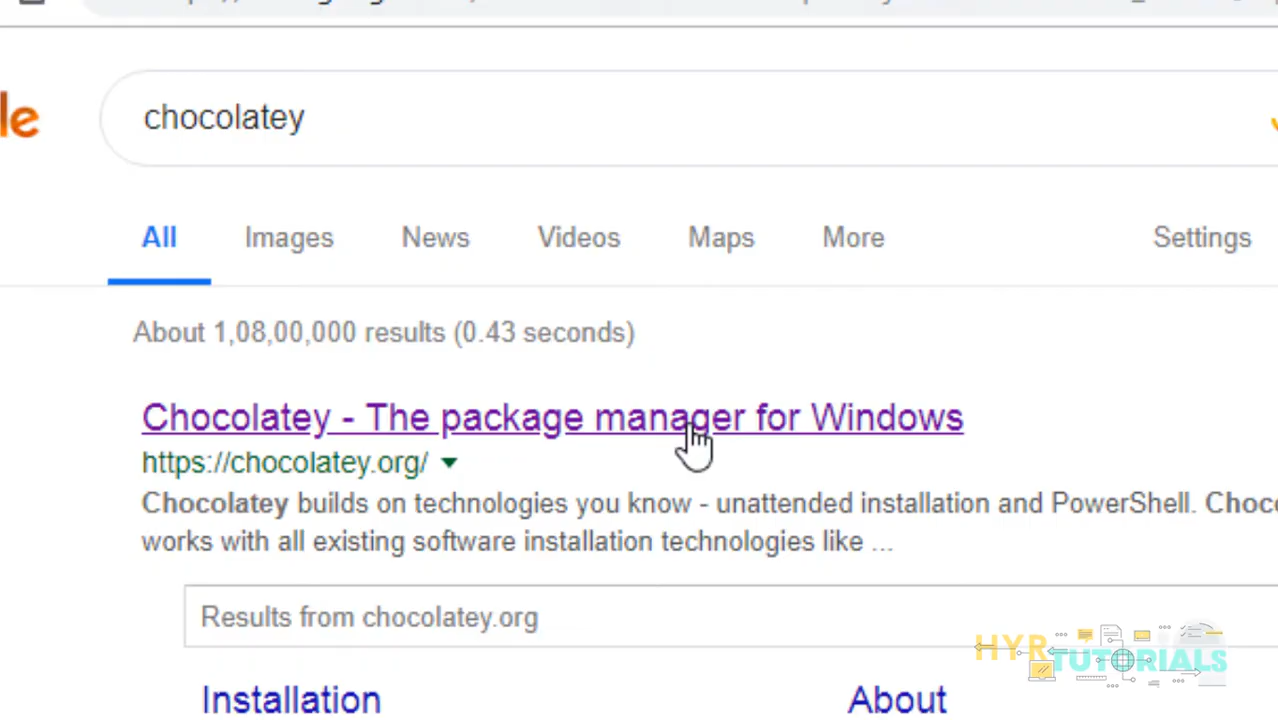 le
chocolatey
All Images News Videos Maps More Settings
About 1,08,00,000 results (0.43 seconds)
Chocolatey - The package manager for Windows
https://chocolatey.org/
Chocolatey builds on technologies you know - unattended installation and PowerShell. Choc
works with all existing software installation technologies like ...
Results from chocolatey.org
HYR TUTORIALS
Installation About